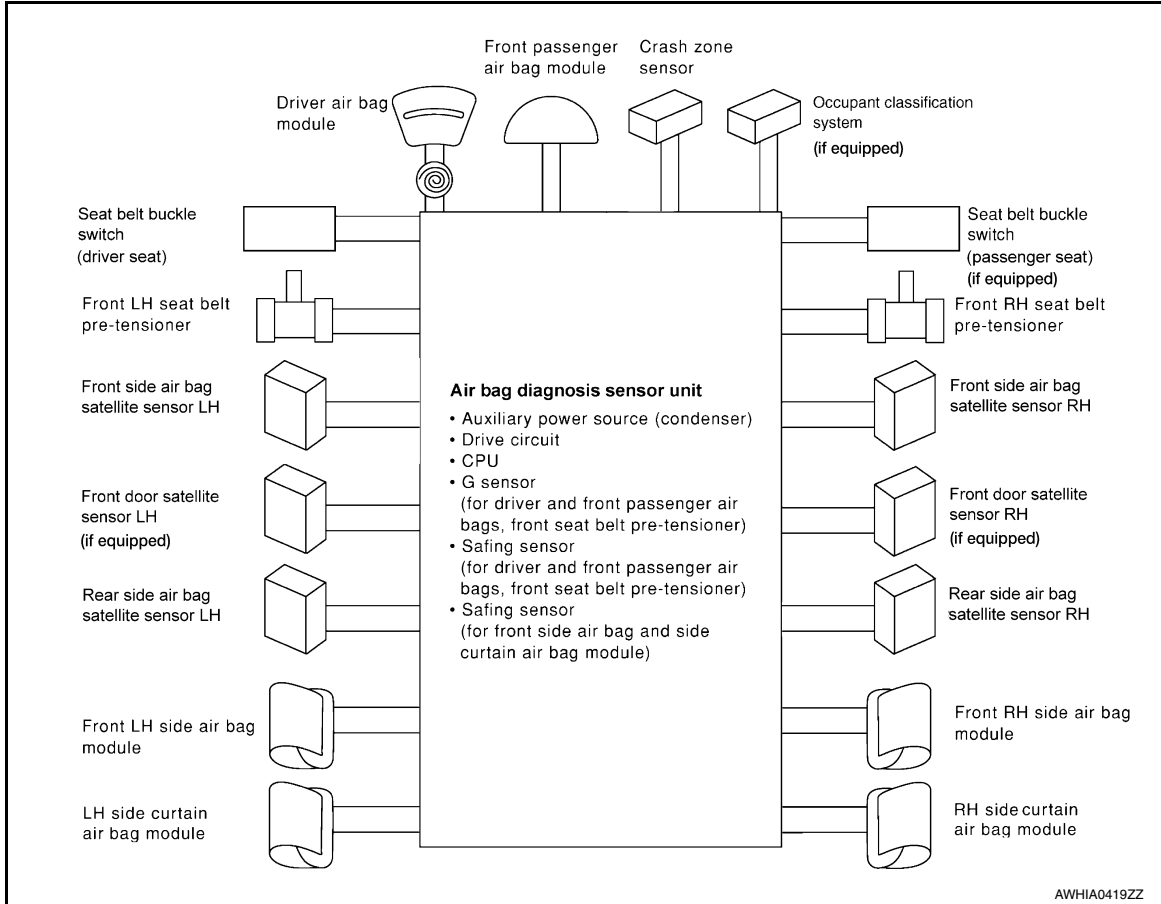 Front passenger
air bag module
Crash zone
sensor
Driver air bag
module
Occupant classification
system
(if equipped)
Seat belt buckle
switch
(driver seat)
Seat belt buckle
switch
(passenger seat)
(if equipped)
Front LH seat belt
pre-tensioner
Front RH seat belt
pre-tensioner
Front side air bag
satellite sensor LH
Air bag diagnosis sensor unit
• Auxiliary power source (condenser)
• Drive circuit
• CPU
• G sensor
(for driver and front passenger air
bags, front seat belt pre-tensioner)
• Safing sensor
(for driver and front passenger air
bags, front seat belt pre-tensioner)
• Safing sensor
(for front side air bag and side
curtain air bag module)
Front side air bag
satellite sensor RH
Front door satellite
sensor LH
(if equipped)
Front door satellite
sensor RH
(if equipped)
Rear side air bag
satellite sensor LH
Rear side air bag
satellite sensor RH
Front LH side air bag
module
Front RH side air bag
module
LH side curtain
air bag module
RH side curtain
air bag module
AWHIA0419ZZ